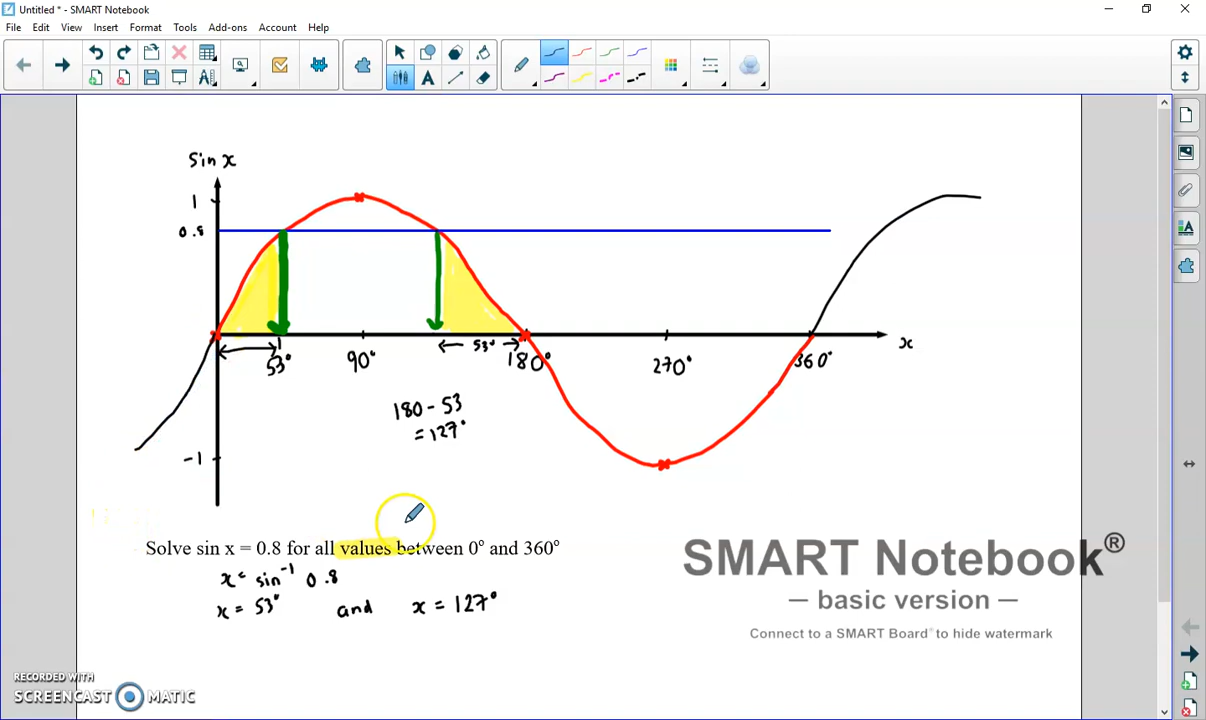 Untitled * - SMART Notebook
File Edit View Insert Format Tools Add-ons Account Help
Sin x
1
0.8
53°
90°
53°
180°
270°
360°
x
180 - 53
= 127°
-1
Solve sin x = 0.8 for all values between 0° and 360°
x = sin⁻¹ 0.8
x = 53° and x = 127°
SMART Notebook®
— basic version —
Connect to a SMART Board® to hide watermark
RECORDED WITH
SCREENCAST MATIC